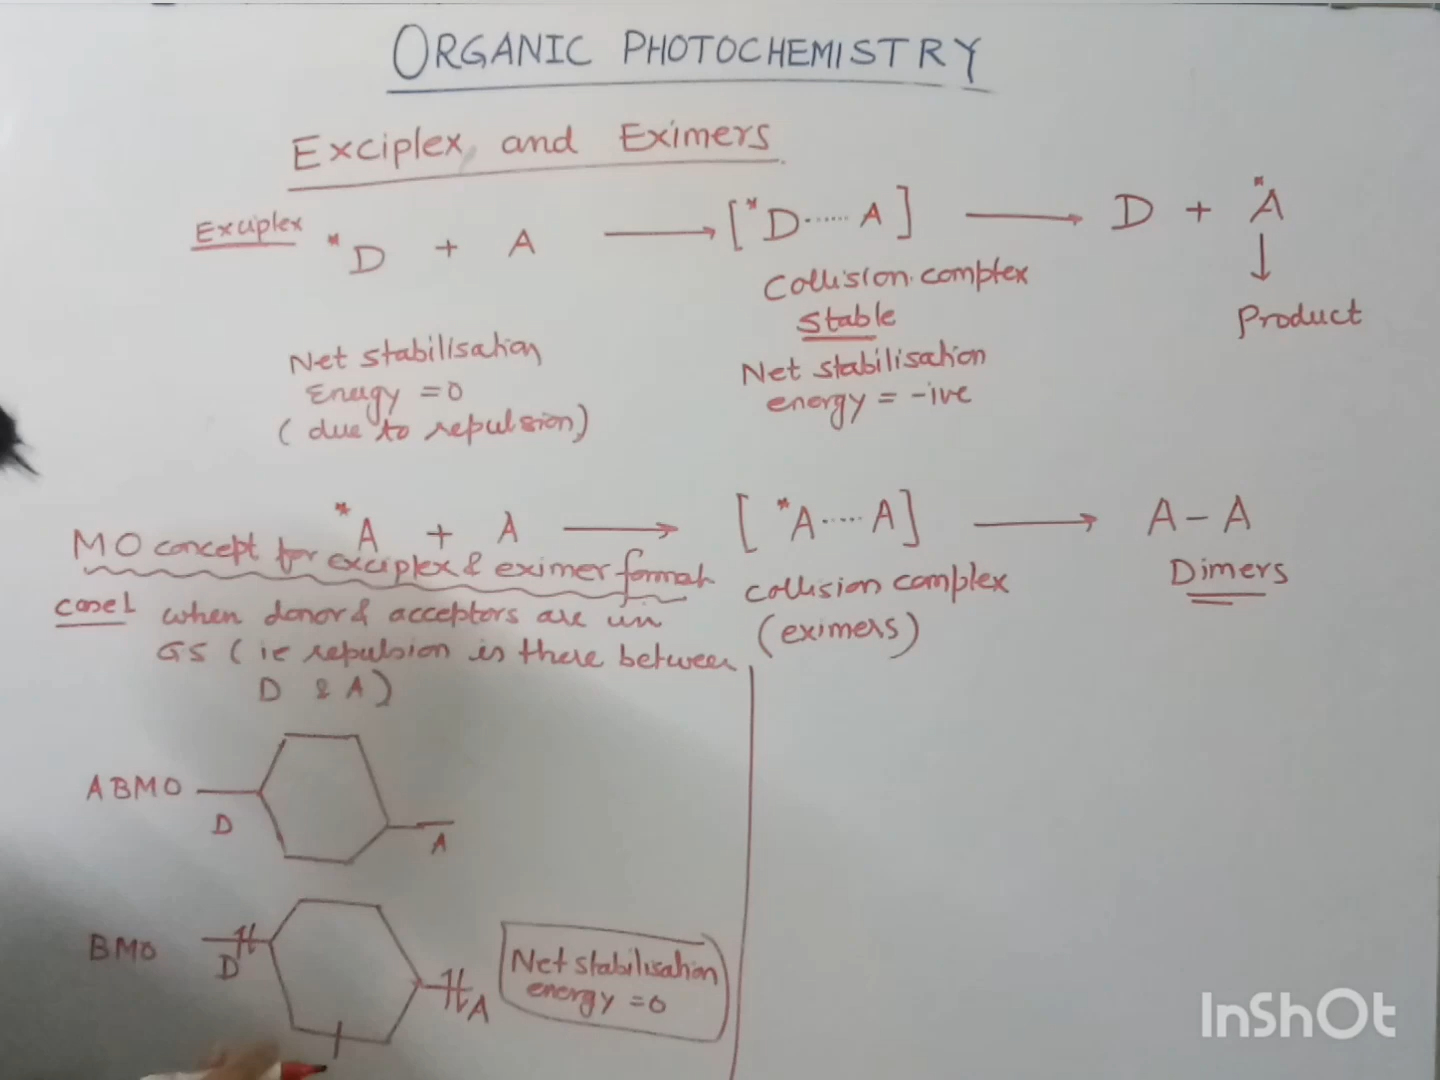 ORGANIC PHOTOCHEMISTRY
Exciplex and Eximers
Exciplex *D + A ⟶ [*D······A] ⟶ D + *A
↓
Collision complex
Stable
Product
Net stabilisation
Energy = 0
(due to repulsion)
Net stabilisation
energy = -ive
*A + A ⟶ [*A·····A] ⟶ A-A
MO concept for exciplex & eximer format
collision complex
(eximers)
Dimers
case1 when donor & acceptors are in
GS (ie repulsion is there between
D & A)
ABMO
D
A
BMO
D
A
Net stabilisation
energy = 0
InShOt